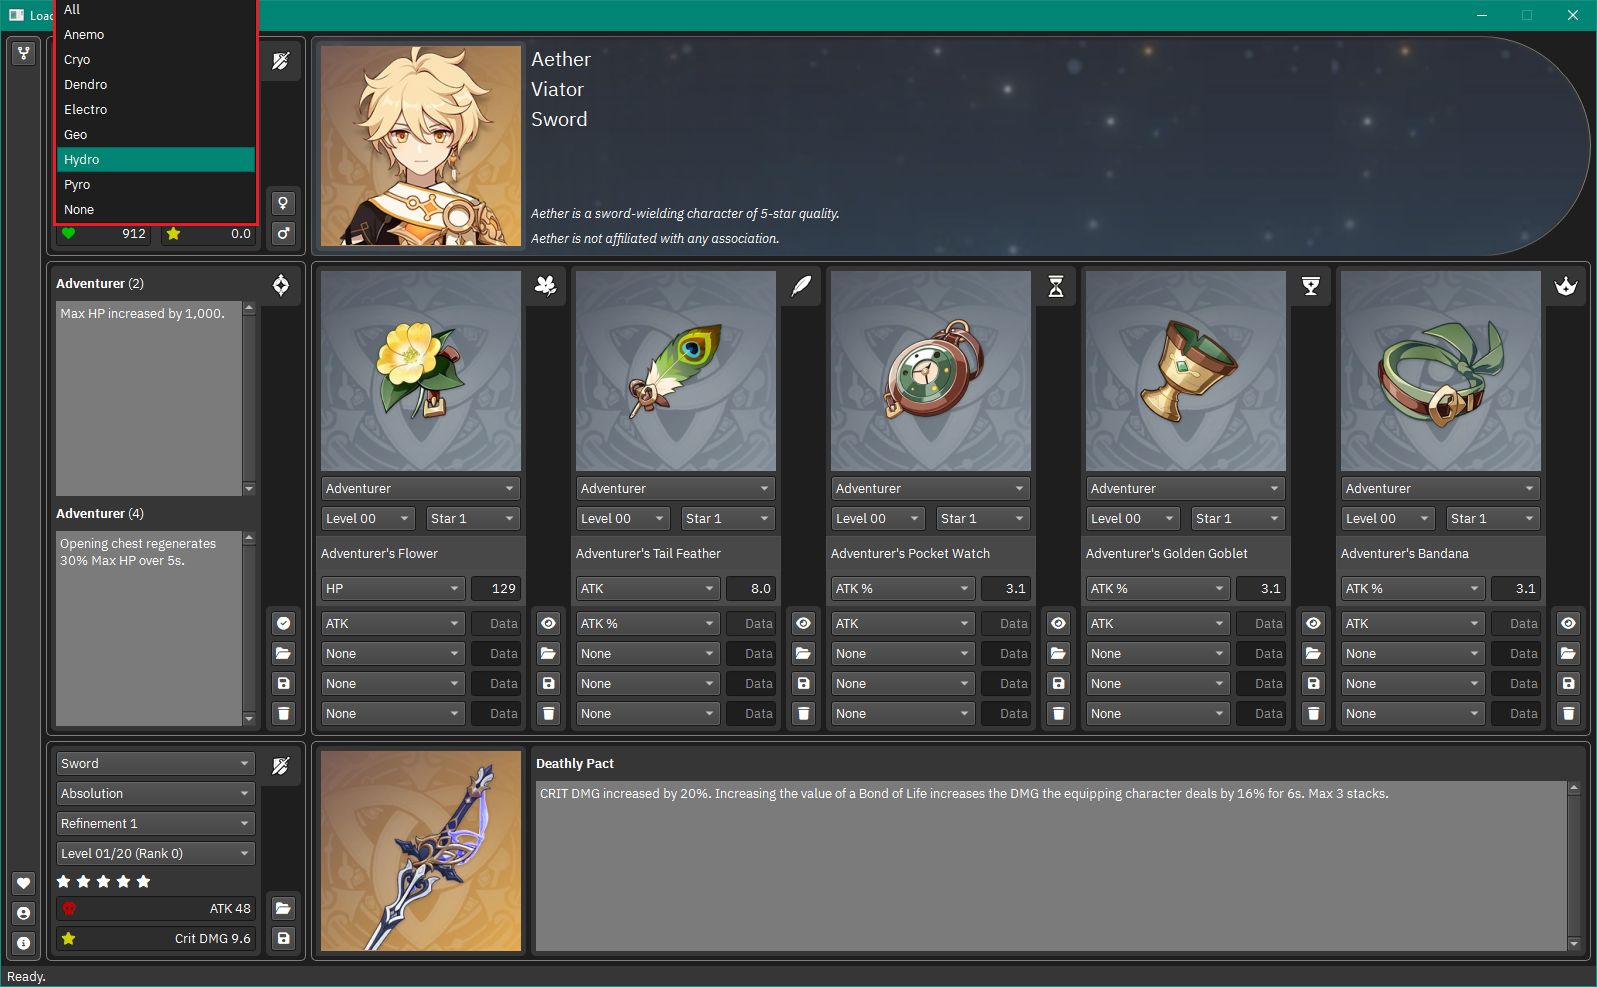 All
Anemo
Cryo
Dendro
Electro
Geo
Hydro
Pyro
None
912
0.0
Aether
Viator
Sword
Aether is a sword-wielding character of 5-star quality.
Aether is not affiliated with any association.
Adventurer (2)
Max HP increased by 1,000.
Adventurer (4)
Opening chest regenerates
30% Max HP over 5s.
Adventurer
Level 00 Star 1
Adventurer's Flower
HP 129
ATK Data
None Data
None Data
None Data
Adventurer
Level 00 Star 1
Adventurer's Tail Feather
ATK 8.0
ATK % Data
None Data
None Data
None Data
Adventurer
Level 00 Star 1
Adventurer's Pocket Watch
ATK % 3.1
ATK Data
None Data
None Data
None Data
Adventurer
Level 00 Star 1
Adventurer's Golden Goblet
ATK % 3.1
ATK Data
None Data
None Data
None Data
Adventurer
Level 00 Star 1
Adventurer's Bandana
ATK % 3.1
ATK Data
None Data
None Data
None Data
Sword
Absolution
Refinement 1
Level 01/20 (Rank 0)
ATK 48
Crit DMG 9.6
Deathly Pact
CRIT DMG increased by 20%. Increasing the value of a Bond of Life increases the DMG the equipping character deals by 16% for 6s. Max 3 stacks.
Ready.